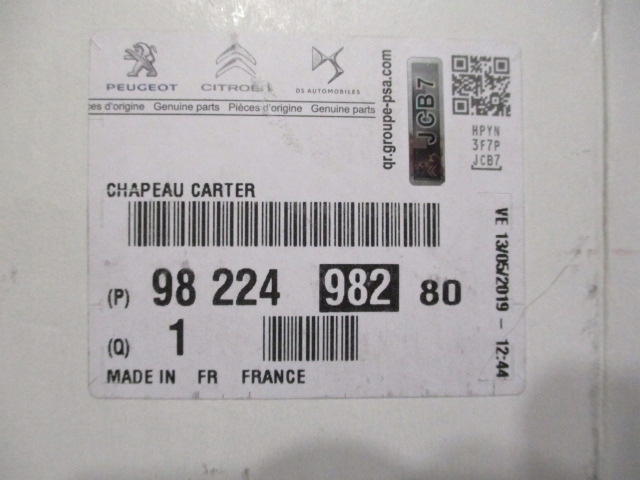 PEUGEOT CITROËN DS AUTOMOBILES
ces d'origine Genuine parts Pièces d'origine Genuine parts
qr.groupe-psa.com
JCB7
HPYN
3F7P
JCB7
CHAPEAU CARTER
(P) 98 224 982 80
(Q) 1
MADE IN FR FRANCE
VE 13/05/2019 - 12:44